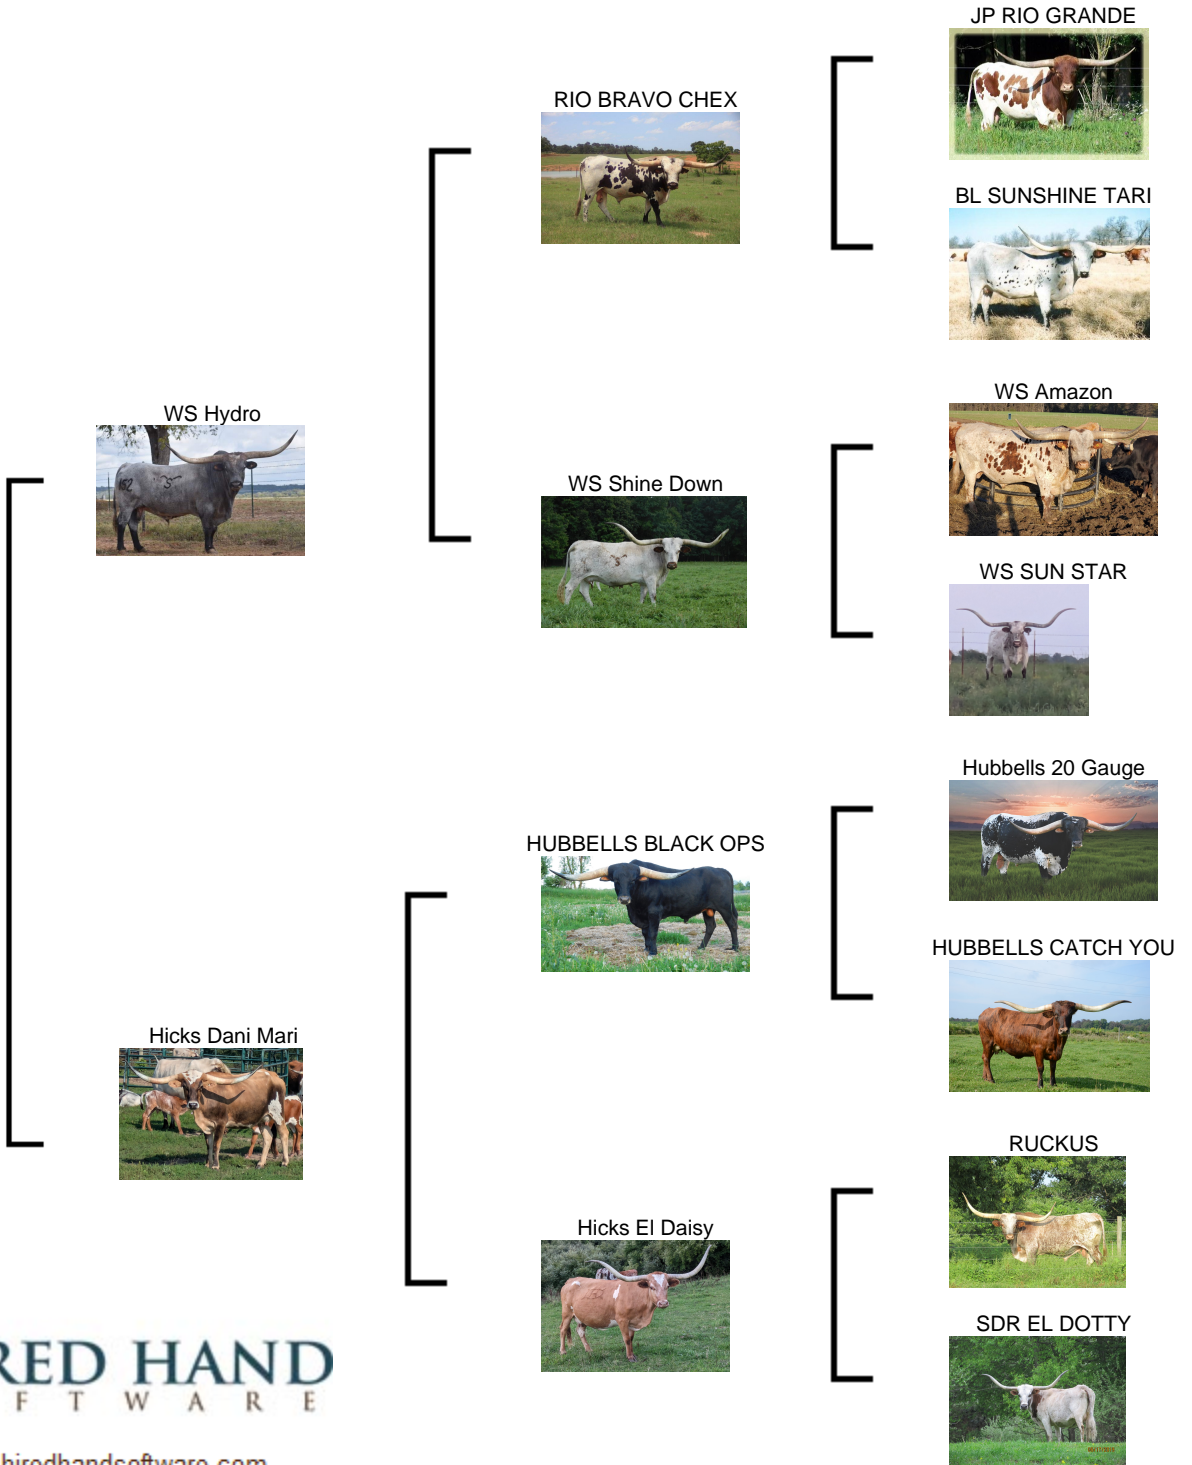 JP RIO GRANDE
RIO BRAVO CHEX
BL SUNSHINE TARI
WS Amazon
WS Hydro
WS Shine Down
WS SUN STAR
Hubbells 20 Gauge
HUBBELLS BLACK OPS
HUBBELLS CATCH YOU
Hicks Dani Mari
RUCKUS
Hicks El Daisy
SDR EL DOTTY
RED HAND
F T W A R E
hiredhandsoftware.com